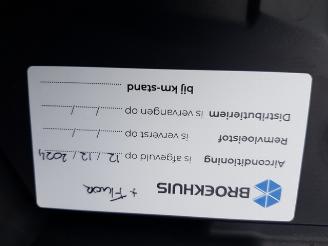 BROEKHUIS
+ Fluor
Airconditioning is afgevuld op 12 / 12 / 2024
Remvloeistof is ververst op ...... / ...... / ......
Distributieriem is vervangen op ...... / ...... / ......
bij km-stand ......